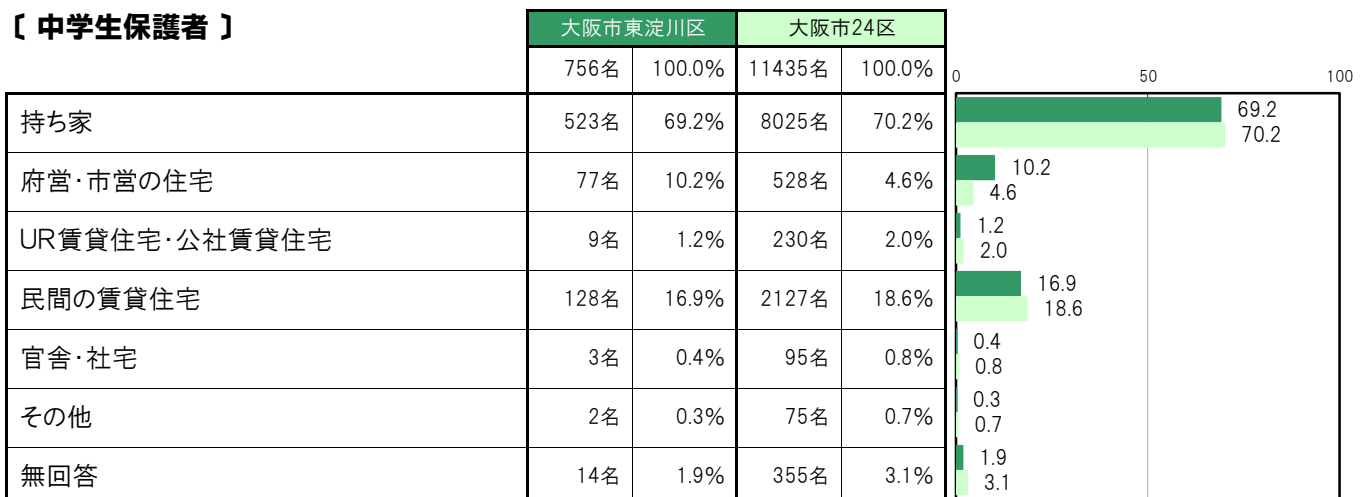 〔 中学生保護者 〕
大阪市東淀川区 大阪市24区
756名 100.0% 11435名 100.0%
0 50 100
持ち家 523名 69.2% 8025名 70.2%
69.2
70.2
府営・市営の住宅 77名 10.2% 528名 4.6%
10.2
4.6
UR賃貸住宅・公社賃貸住宅 9名 1.2% 230名 2.0%
1.2
2.0
民間の賃貸住宅 128名 16.9% 2127名 18.6%
16.9
18.6
官舎・社宅 3名 0.4% 95名 0.8%
0.4
0.8
その他 2名 0.3% 75名 0.7%
0.3
0.7
無回答 14名 1.9% 355名 3.1%
1.9
3.1